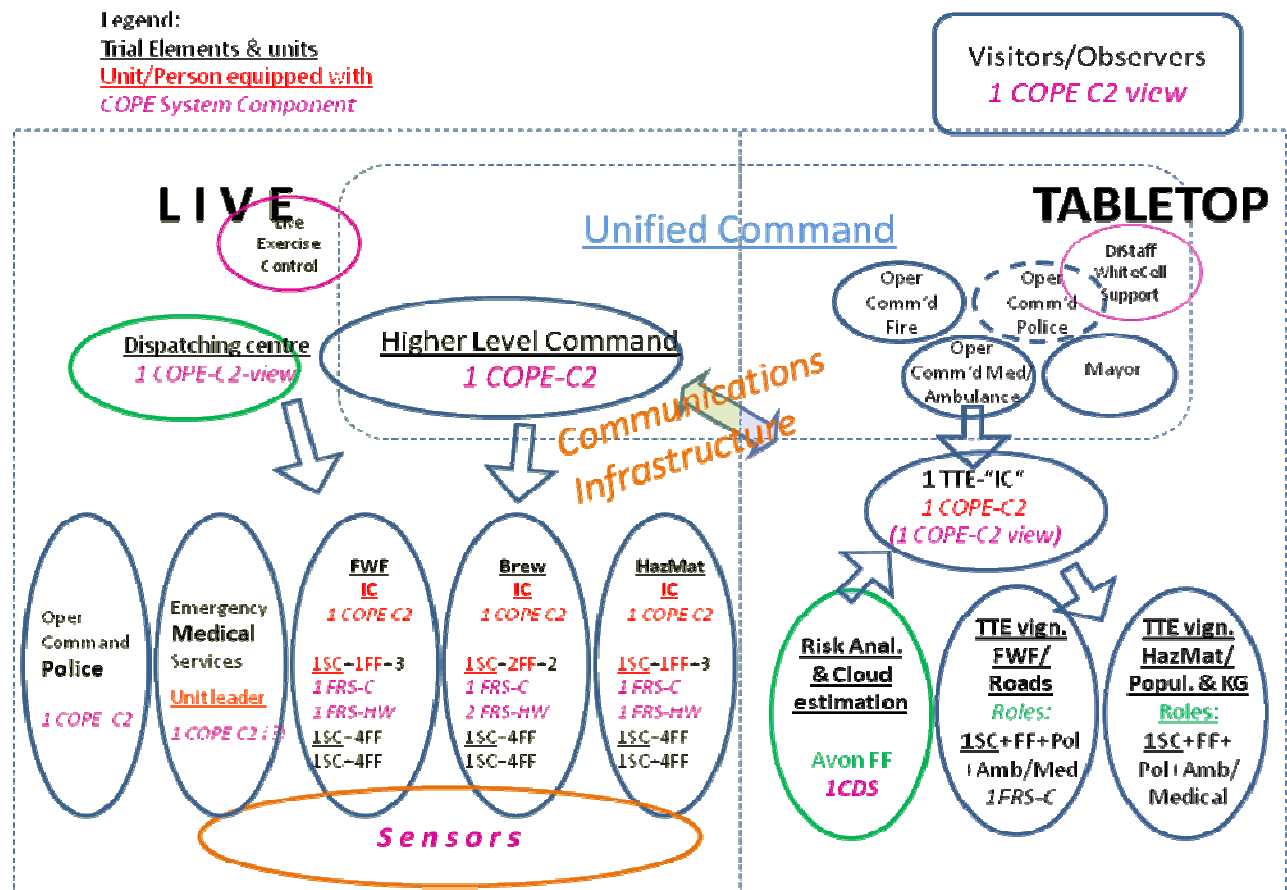 Legend:
Trial Elements & units
Unit/Person equipped with
COPE System Component
Visitors/Observers
1 COPE C2 view
L I V E
Live
Exercise
Control
Unified Command
TABLETOP
DiStaff
WhiteCell
Support
Oper
Comm'd
Fire
Oper
Comm'd
Police
Oper
Comm'd Med/
Ambulance
Mayor
Dispatching centre
1 COPE-C2-view
Higher Level Command
1 COPE-C2
Communications
Infrastructure
1 TTE-"IC"
1 COPE-C2
(1 COPE-C2 view)
Oper
Command
Police
1 COPE C2
Emergency
Medical
Services
Unit leader
1 COPE C2
FWF
IC
1 COPE C2
1SC-1FF-3
1 FRS-C
1 FRS-HW
1SC-4FF
1SC-4FF
Brew
IC
1 COPE C2
1SC-2FF-2
1 FRS-C
2 FRS-HW
1SC-4FF
1SC-4FF
HazMat
IC
1 COPE C2
1SC-1FF-3
1 FRS-C
1 FRS-HW
1SC-4FF
1SC-4FF
Sensors
Risk Anal.
& Cloud
estimation
Avon FF
1CDS
TTE vign.
FWF/
Roads
Roles:
1SC+FF+Pol
+Amb/Med
1FRS-C
TTE vign.
HazMat/
Popul. & KG
Roles:
1SC+FF+
Pol+Amb/
Medical